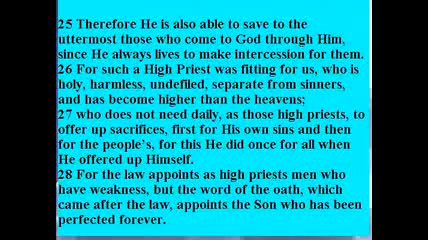 25 Therefore He is also able to save to the
uttermost those who come to God through Him,
since He always lives to make intercession for them.
26 For such a High Priest was fitting for us, who is
holy, harmless, undefiled, separate from sinners,
and has become higher than the heavens;
27 who does not need daily, as those high priests, to
offer up sacrifices, first for His own sins and then
for the people's, for this He did once for all when
He offered up Himself.
28 For the law appoints as high priests men who
have weakness, but the word of the oath, which
came after the law, appoints the Son who has been
perfected forever.